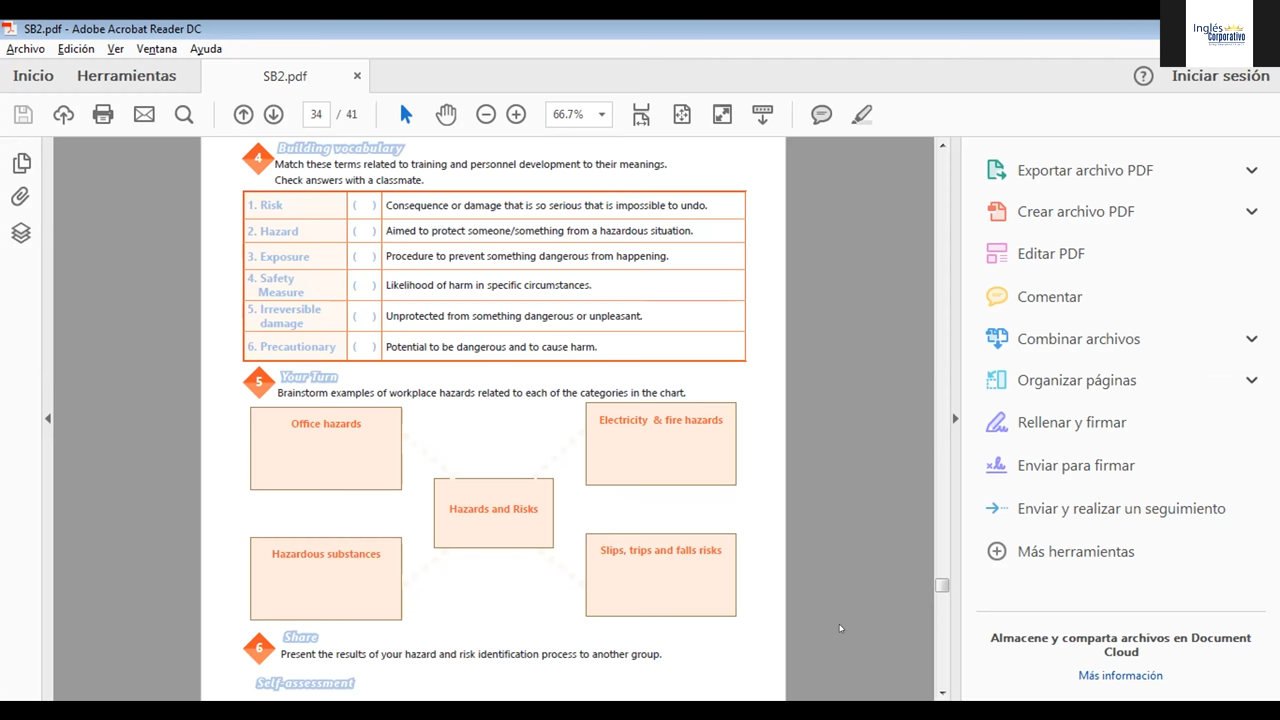 SB2.pdf - Adobe Acrobat Reader DC
Inglés
Corporativo
Archivo Edición Ver Ventana Ayuda
Inicio Herramientas SB2.pdf × ? Iniciar sesión
34 / 41 66.7%
4 Building vocabulary
Match these terms related to training and personnel development to their meanings.
Check answers with a classmate.
1. Risk ( ) Consequence or damage that is so serious that is impossible to undo.
2. Hazard ( ) Aimed to protect someone/something from a hazardous situation.
3. Exposure ( ) Procedure to prevent something dangerous from happening.
4. Safety
Measure ( ) Likelihood of harm in specific circumstances.
5. Irreversible
damage ( ) Unprotected from something dangerous or unpleasant.
6. Precautionary ( ) Potential to be dangerous and to cause harm.
5 Your Turn
Brainstorm examples of workplace hazards related to each of the categories in the chart.
Office hazards
Electricity & fire hazards
Hazards and Risks
Hazardous substances
Slips, trips and falls risks
6 Share
Present the results of your hazard and risk identification process to another group.
Self-assessment
Exportar archivo PDF
Crear archivo PDF
Editar PDF
Comentar
Combinar archivos
Organizar páginas
Rellenar y firmar
Enviar para firmar
Enviar y realizar un seguimiento
Más herramientas
Almacene y comparta archivos en Document
Cloud
Más información